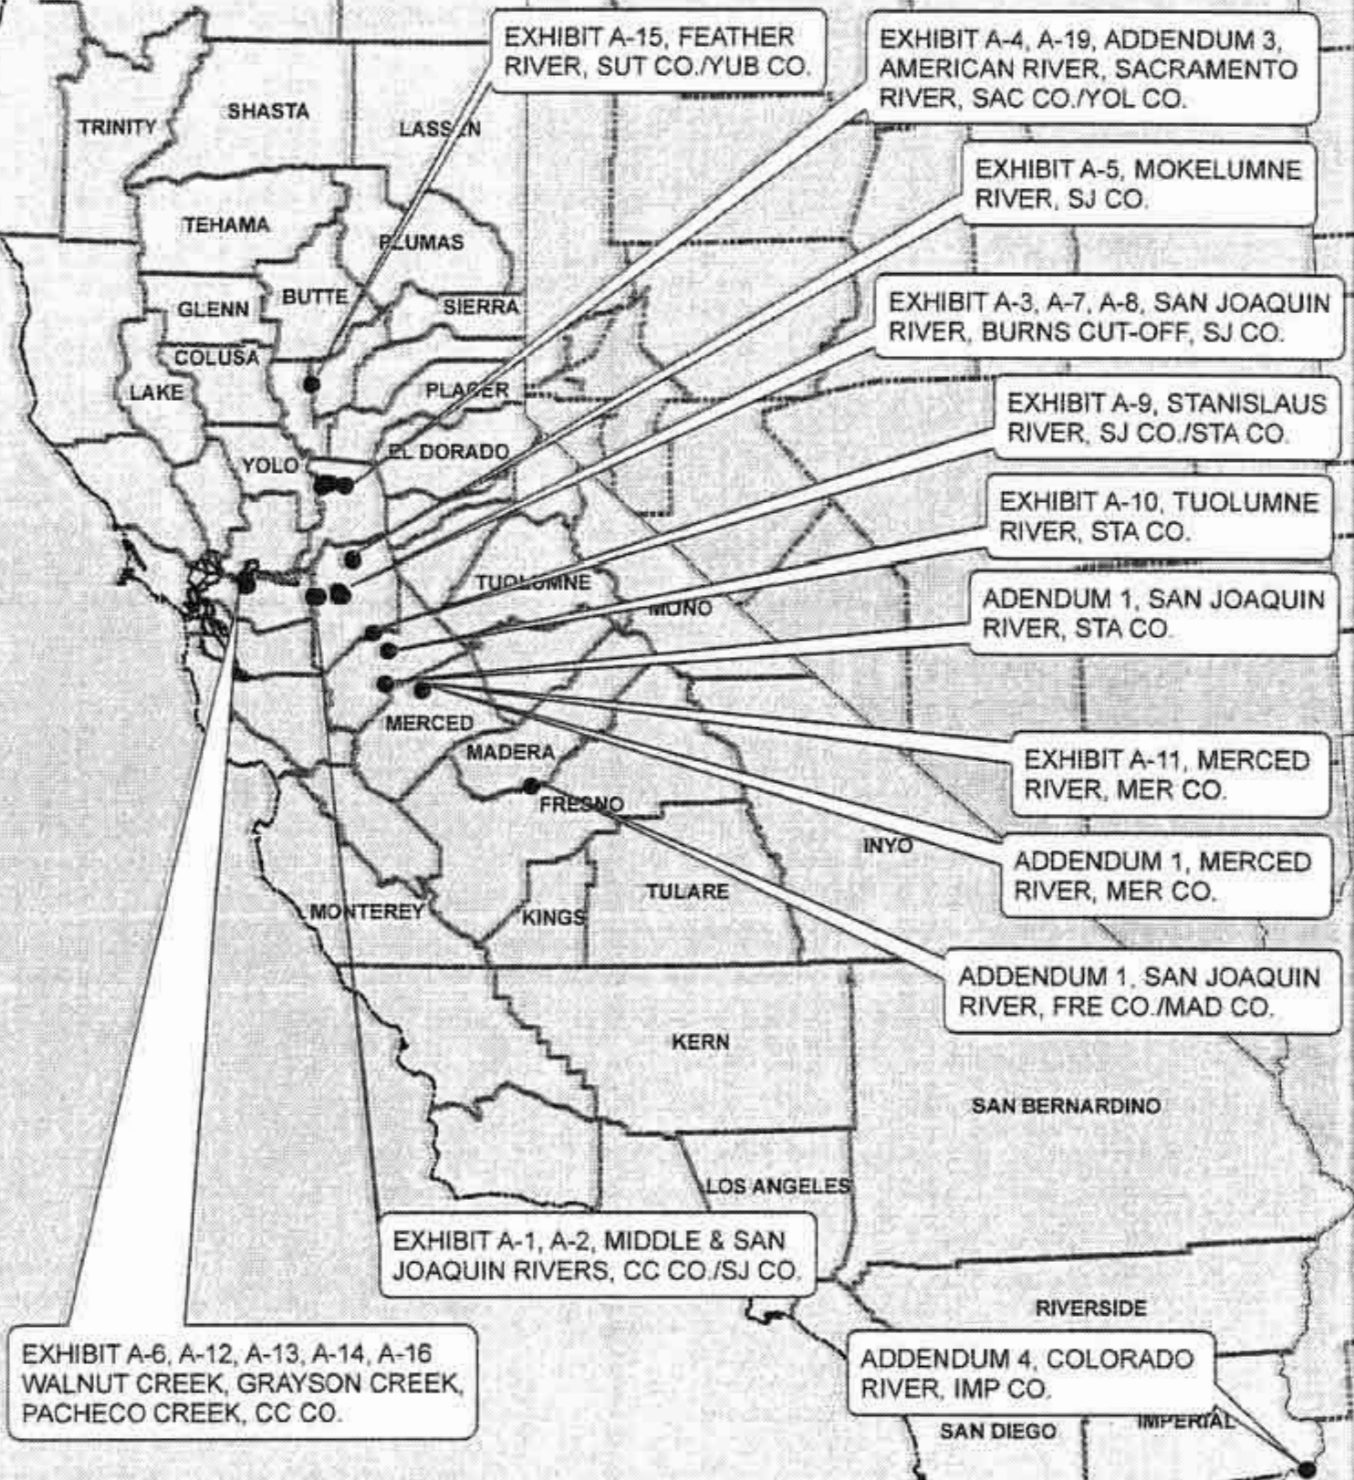 EXHIBIT A-15, FEATHER
RIVER, SUT CO./YUB CO.
EXHIBIT A-4, A-19, ADDENDUM 3,
AMERICAN RIVER, SACRAMENTO
RIVER, SAC CO./YOL CO.
TRINITY
SHASTA
LASSEN
EXHIBIT A-5, MOKELUMNE
RIVER, SJ CO.
TEHAMA
PLUMAS
GLENN
BUTTE
SIERRA
EXHIBIT A-3, A-7, A-8, SAN JOAQUIN
RIVER, BURNS CUT-OFF, SJ CO.
COLUSA
LAKE
PLACER
EXHIBIT A-9, STANISLAUS
RIVER, SJ CO./STA CO.
YOLO
EL DORADO
EXHIBIT A-10, TUOLUMNE
RIVER, STA CO.
TUOLUMNE
MONO
ADENDUM 1, SAN JOAQUIN
RIVER, STA CO.
MERCED
MADERA
EXHIBIT A-11, MERCED
RIVER, MER CO.
FRESNO
INYO
ADDENDUM 1, MERCED
RIVER, MER CO.
MONTEREY
KINGS
TULARE
ADDENDUM 1, SAN JOAQUIN
RIVER, FRE CO./MAD CO.
KERN
SAN BERNARDINO
LOS ANGELES
EXHIBIT A-1, A-2, MIDDLE & SAN
JOAQUIN RIVERS, CC CO./SJ CO.
RIVERSIDE
EXHIBIT A-6, A-12, A-13, A-14, A-16
WALNUT CREEK, GRAYSON CREEK,
PACHECO CREEK, CC CO.
ADDENDUM 4, COLORADO
RIVER, IMP CO.
SAN DIEGO
IMPERIAL